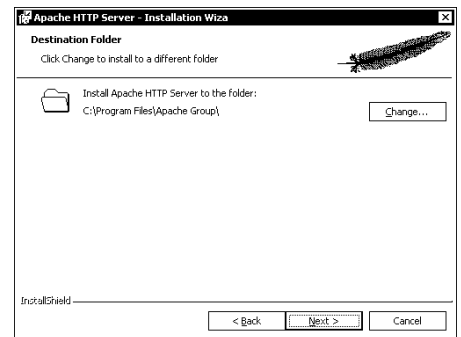 Apache HTTP Server - Installation Wiza
Destination Folder
Click Change to install to a different folder
Install Apache HTTP Server to the folder:
C:\Program Files\Apache Group\
Change...
InstallShield
< Back
Next >
Cancel